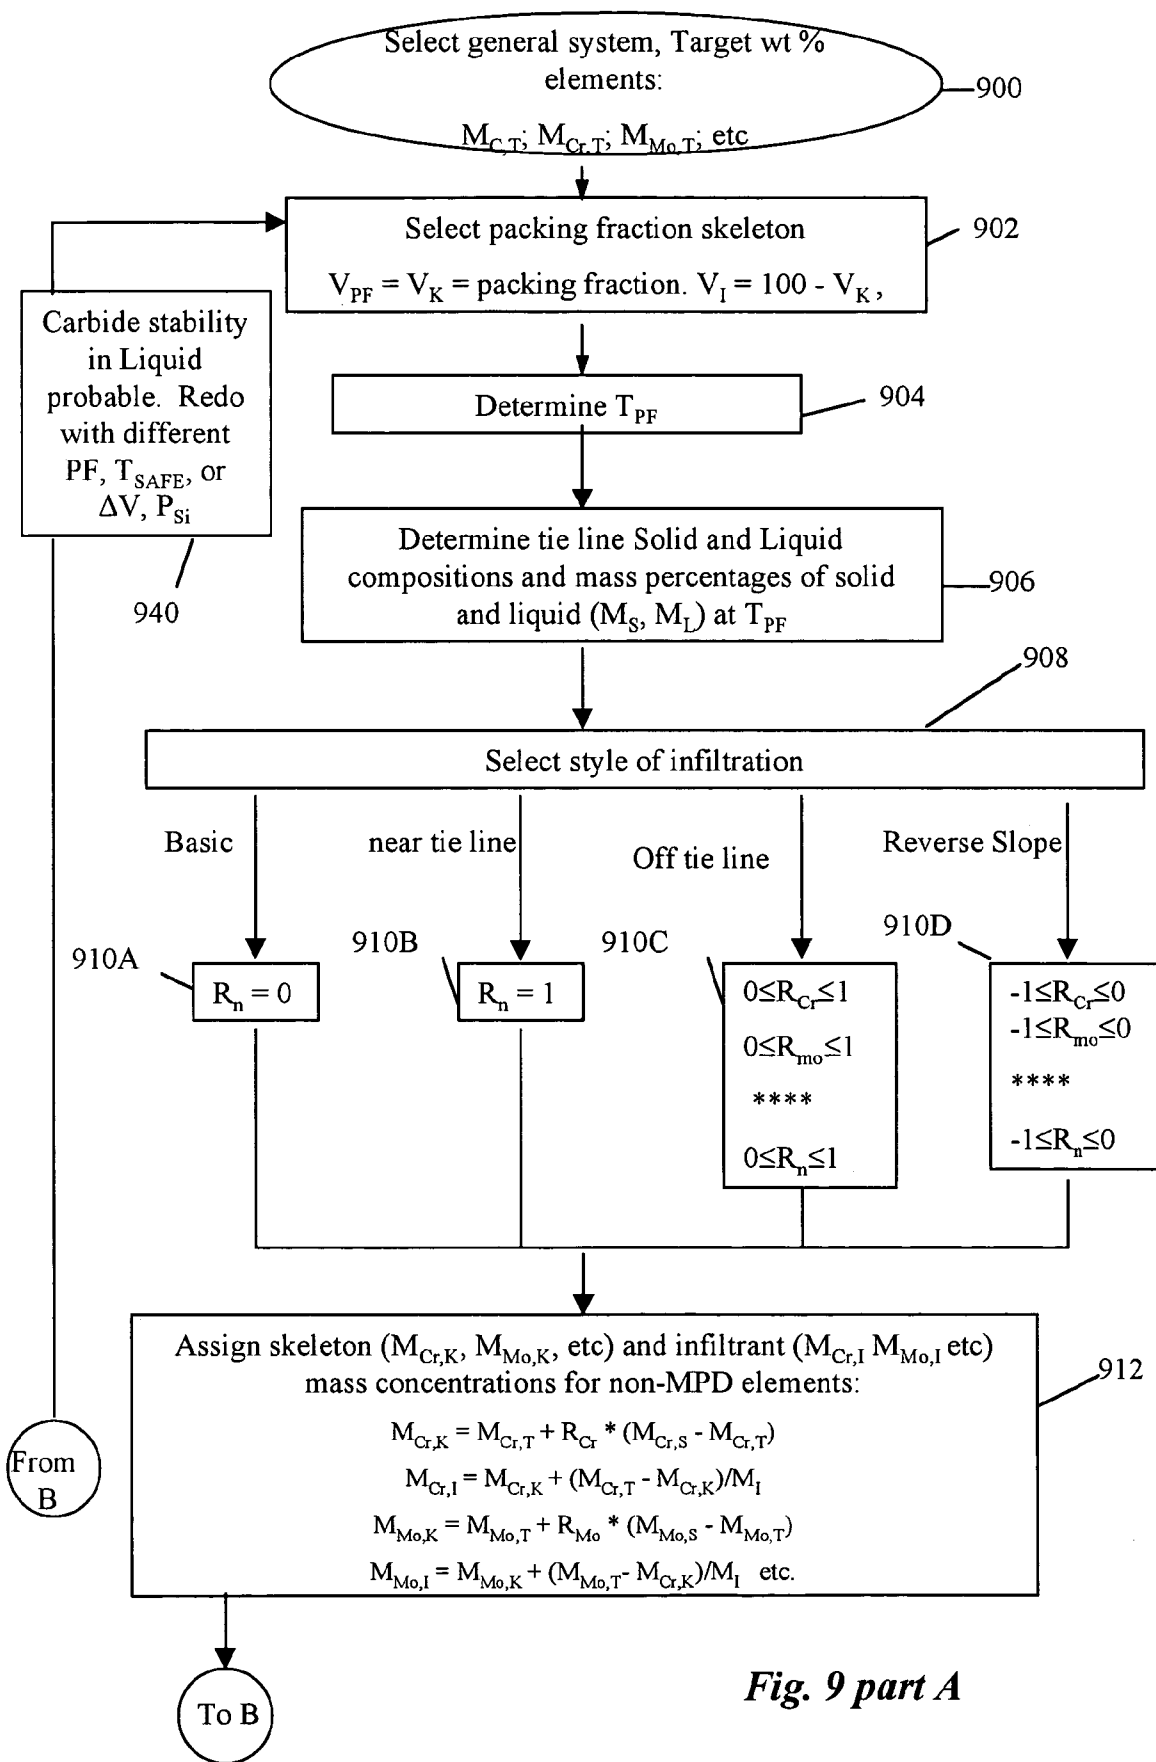 Select general system, Target wt %
elements:
M_C,T; M_Cr,T; M_Mo,T; etc
900
Select packing fraction skeleton
V_PF = V_K = packing fraction. V_I = 100 - V_K ,
902
Carbide stability
in Liquid
probable. Redo
with different
PF, T_SAFE, or
ΔV, P_Si
940
Determine T_PF
904
Determine tie line Solid and Liquid
compositions and mass percentages of solid
and liquid (M_S, M_L) at T_PF
906
908
Select style of infiltration
Basic
near tie line
Off tie line
Reverse Slope
910A
910B
910C
910D
R_n = 0
R_n = 1
0≤R_Cr≤1
0≤R_mo≤1
****
0≤R_n≤1
-1≤R_Cr≤0
-1≤R_mo≤0
****
-1≤R_n≤0
Assign skeleton (M_Cr,K, M_Mo,K, etc) and infiltrant (M_Cr,I M_Mo,I etc)
mass concentrations for non-MPD elements:
M_Cr,K = M_Cr,T + R_Cr * (M_Cr,S - M_Cr,T)
M_Cr,I = M_Cr,K + (M_Cr,T - M_Cr,K)/M_I
M_Mo,K = M_Mo,T + R_Mo * (M_Mo,S - M_Mo,T)
M_Mo,I = M_Mo,K + (M_Mo,T - M_Cr,K)/M_I etc.
912
From
B
To B
Fig. 9 part A